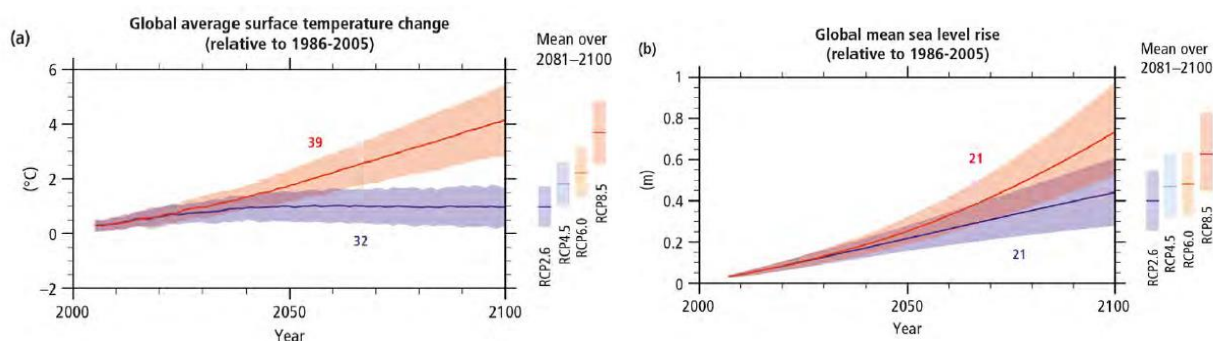 (a)
Global average surface temperature change
(relative to 1986-2005)
Mean over
2081–2100
6
4
2
0
−2
(°C)
39
32
2000
2050
2100
Year
RCP2.6
RCP4.5
RCP6.0
RCP8.5
(b)
Global mean sea level rise
(relative to 1986-2005)
Mean over
2081–2100
1
0.8
0.6
0.4
0.2
0
(m)
21
21
2000
2050
2100
Year
RCP2.6
RCP4.5
RCP6.0
RCP8.5